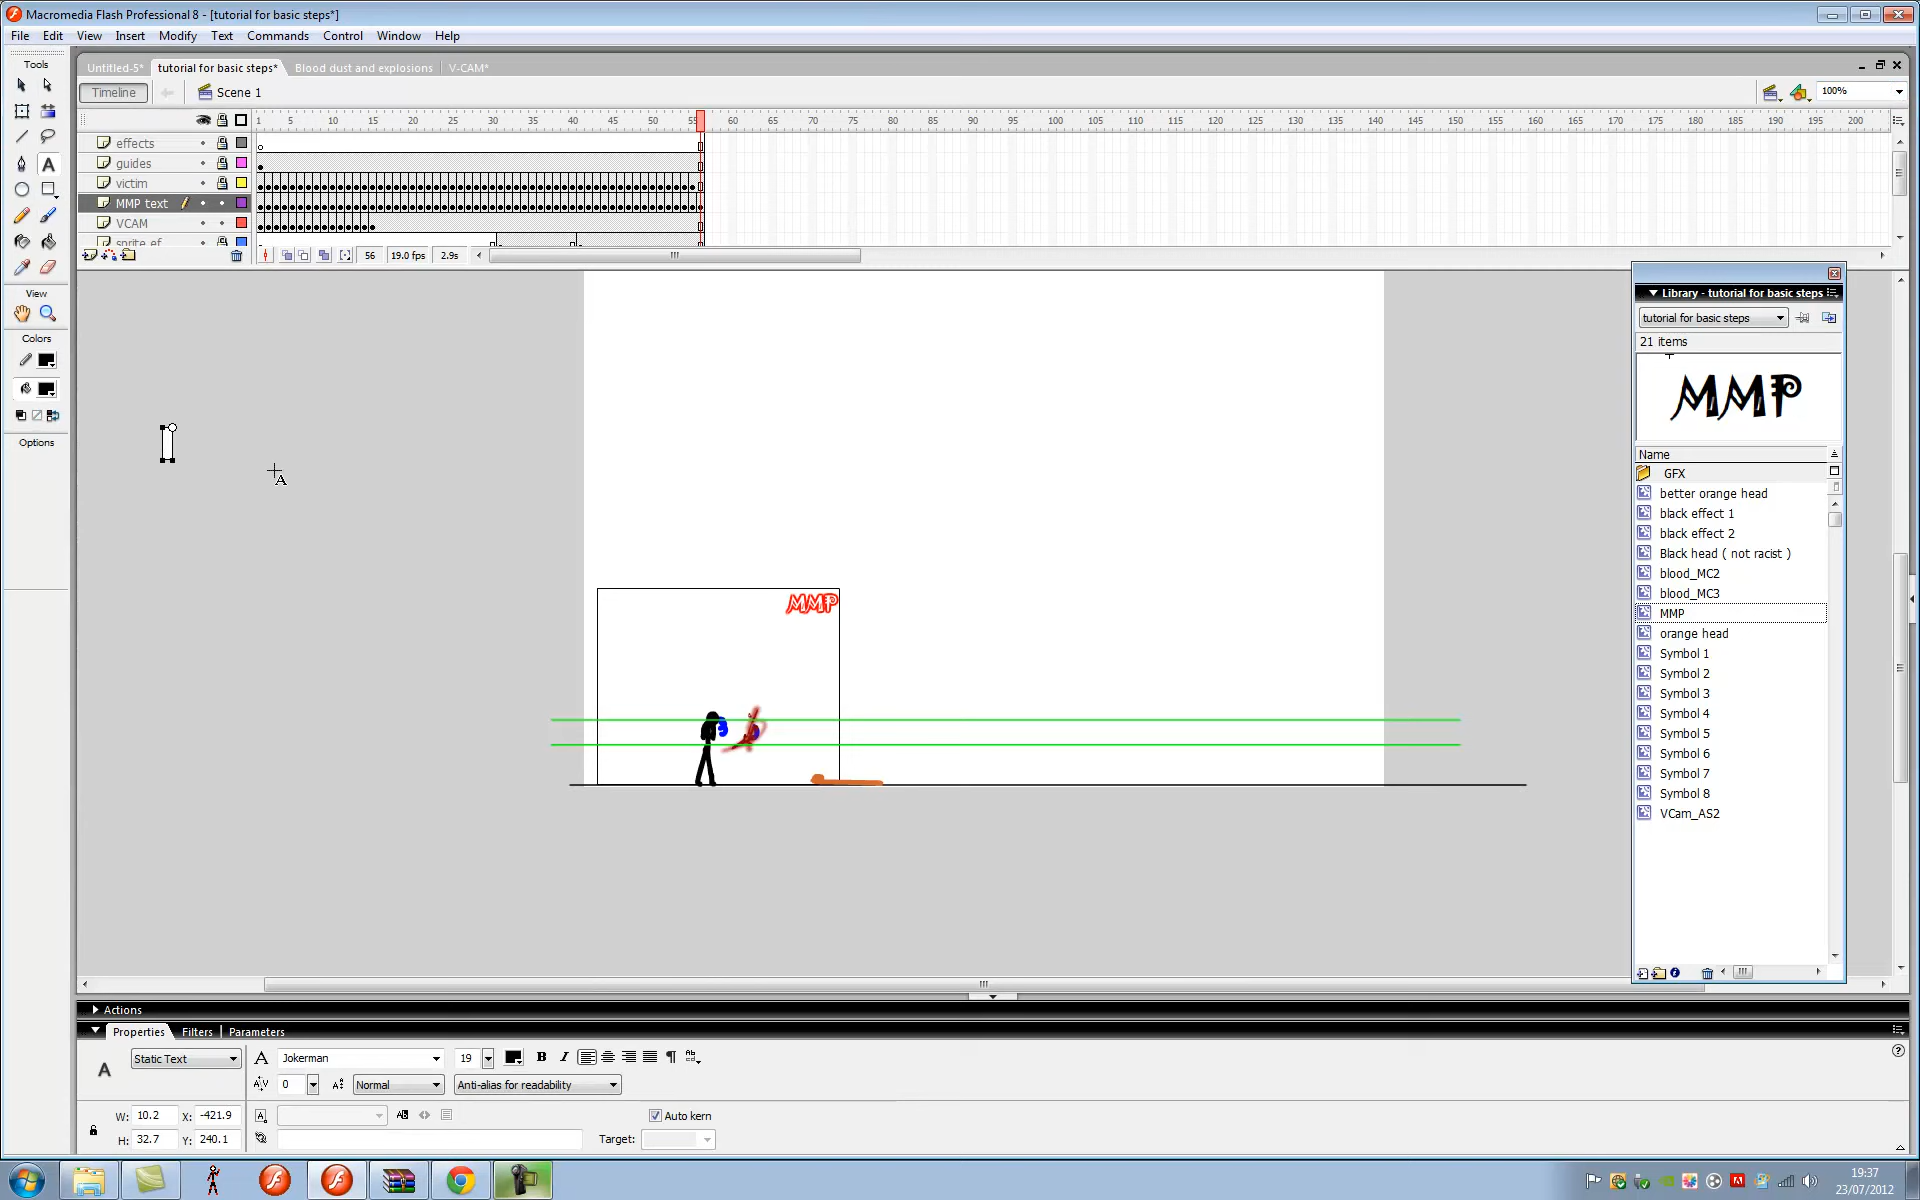 Macromedia Flash Professional 8 - [tutorial for basic steps*]
File Edit View Insert Modify Text Commands Control Window Help
Tools
Untitled-5* tutorial for basic steps* Blood dust and explosions V-CAM*
Timeline Scene 1 100%
1 5 10 15 20 25 30 35 40 45 50 55 60 65 70 75 80 85 90 95 100 105 110 115 120 125 130 135 140 145 150 155 160 165 170 175 180 185 190 195 200
effects
guides
victim
MMP text
VCAM
sprite ef
56 19.0 fps 2.9s
View
Colors
Options
Library - tutorial for basic steps
tutorial for basic steps
21 items
MMP
Name
GFX
better orange head
black effect 1
black effect 2
Black head ( not racist )
blood_MC2
blood_MC3
MMP
orange head
Symbol 1
Symbol 2
Symbol 3
Symbol 4
Symbol 5
Symbol 6
Symbol 7
Symbol 8
VCam_AS2
MMP
Actions
Properties Filters Parameters
A Static Text A Jokerman 19 B I
A/V 0 Normal Anti-alias for readability
W: 10.2 X: -421.9 Auto kern
H: 32.7 Y: 240.1 Target:
19:37
23/07/2012